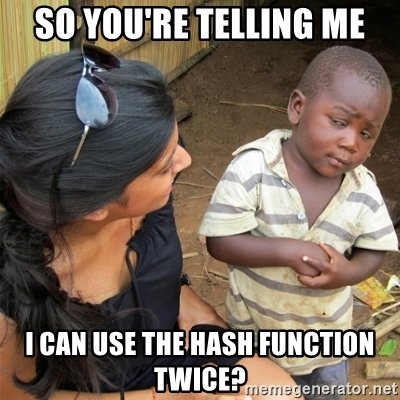 SO YOU'RE TELLING ME
I CAN USE THE HASH FUNCTION
TWICE?
memegenerator.net